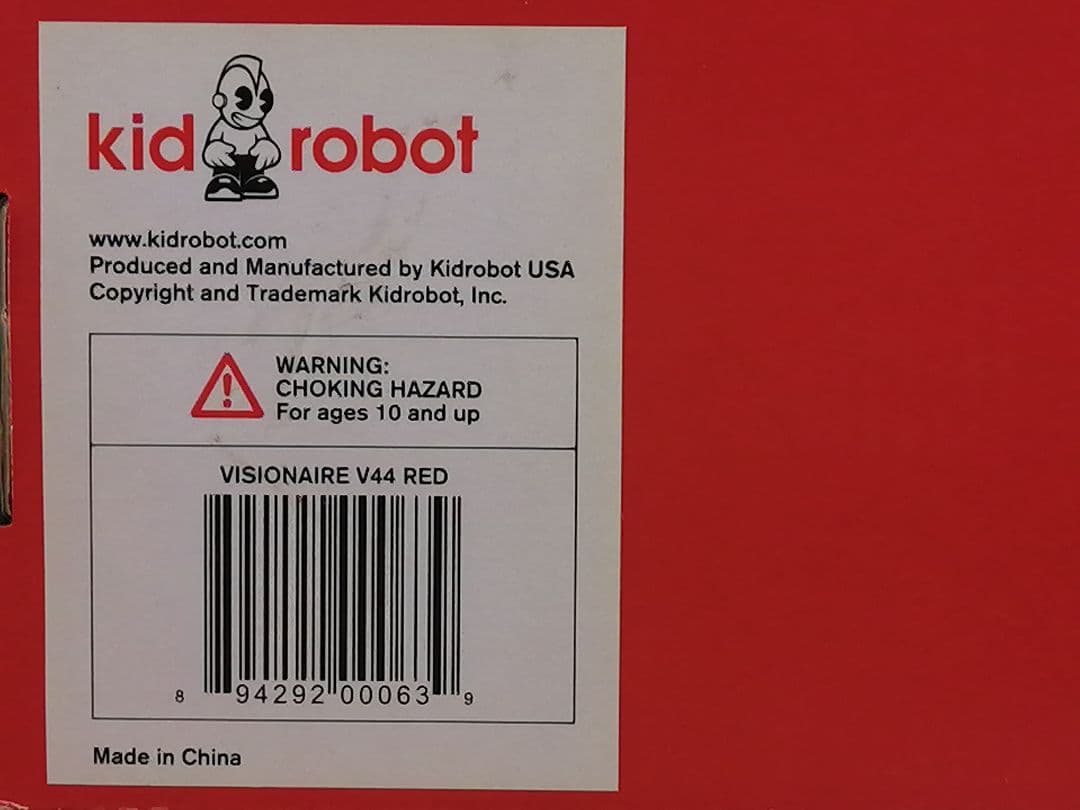 kid robot
www.kidrobot.com
Produced and Manufactured by Kidrobot USA
Copyright and Trademark Kidrobot, Inc.
WARNING:
CHOKING HAZARD
For ages 10 and up
VISIONAIRE V44 RED
8 94292 00063 9
Made in China